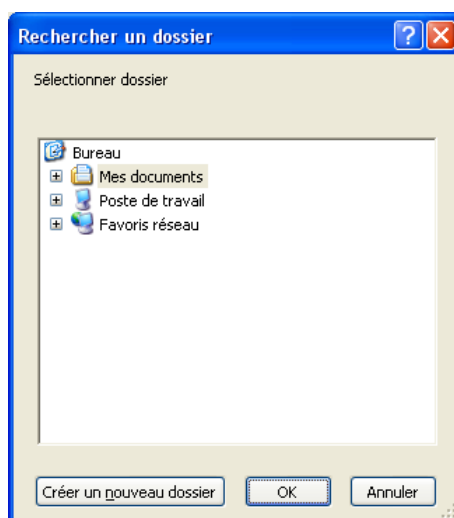 Rechercher un dossier
Sélectionner dossier
Bureau
Mes documents
Poste de travail
Favoris réseau
Créer un nouveau dossier OK Annuler